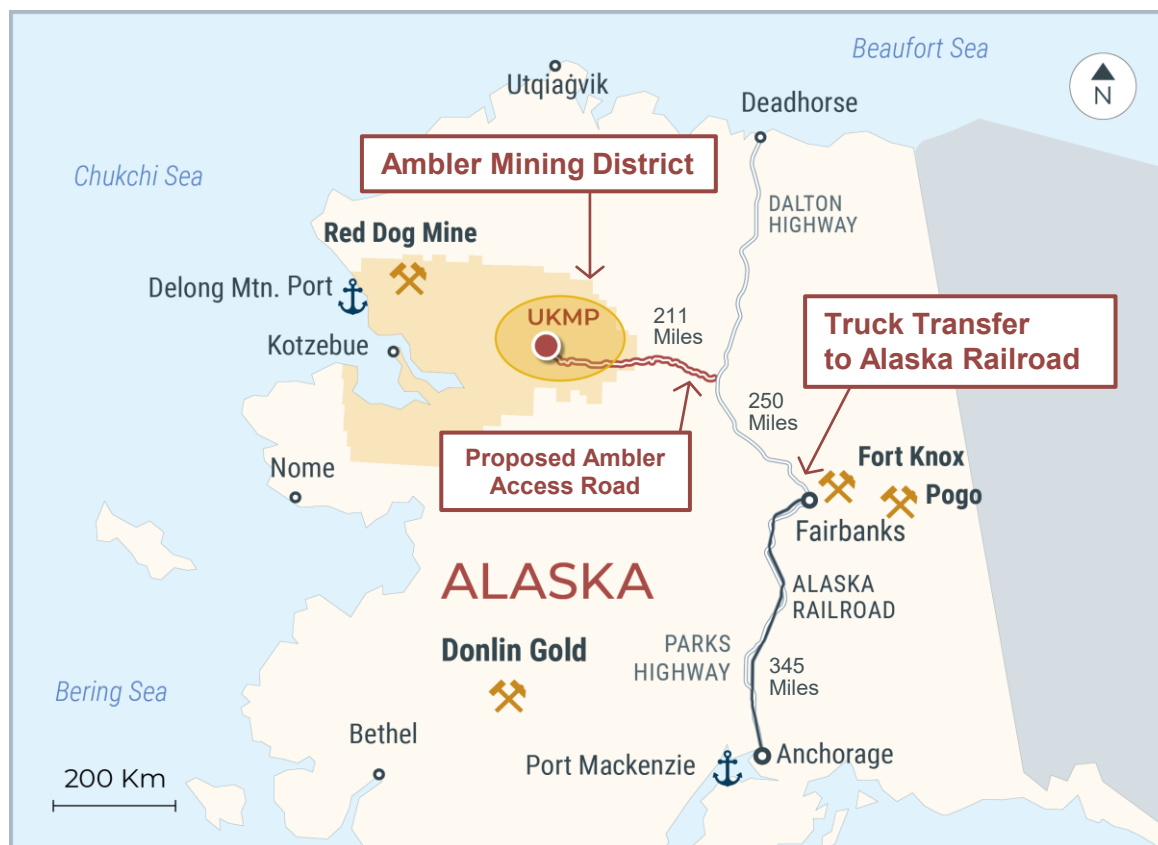 Beaufort Sea
Utqiaġvik
N
Deadhorse
Ambler Mining District
Chukchi Sea
DALTON
HIGHWAY
Red Dog Mine
Delong Mtn. Port
UKMP
211
Miles
Truck Transfer
to Alaska Railroad
Kotzebue
250
Miles
Proposed Ambler
Access Road
Fort Knox
Nome
Pogo
Fairbanks
ALASKA
ALASKA
RAILROAD
Donlin Gold
PARKS
HIGHWAY
345
Miles
Bering Sea
Bethel
Port Mackenzie
Anchorage
200 Km